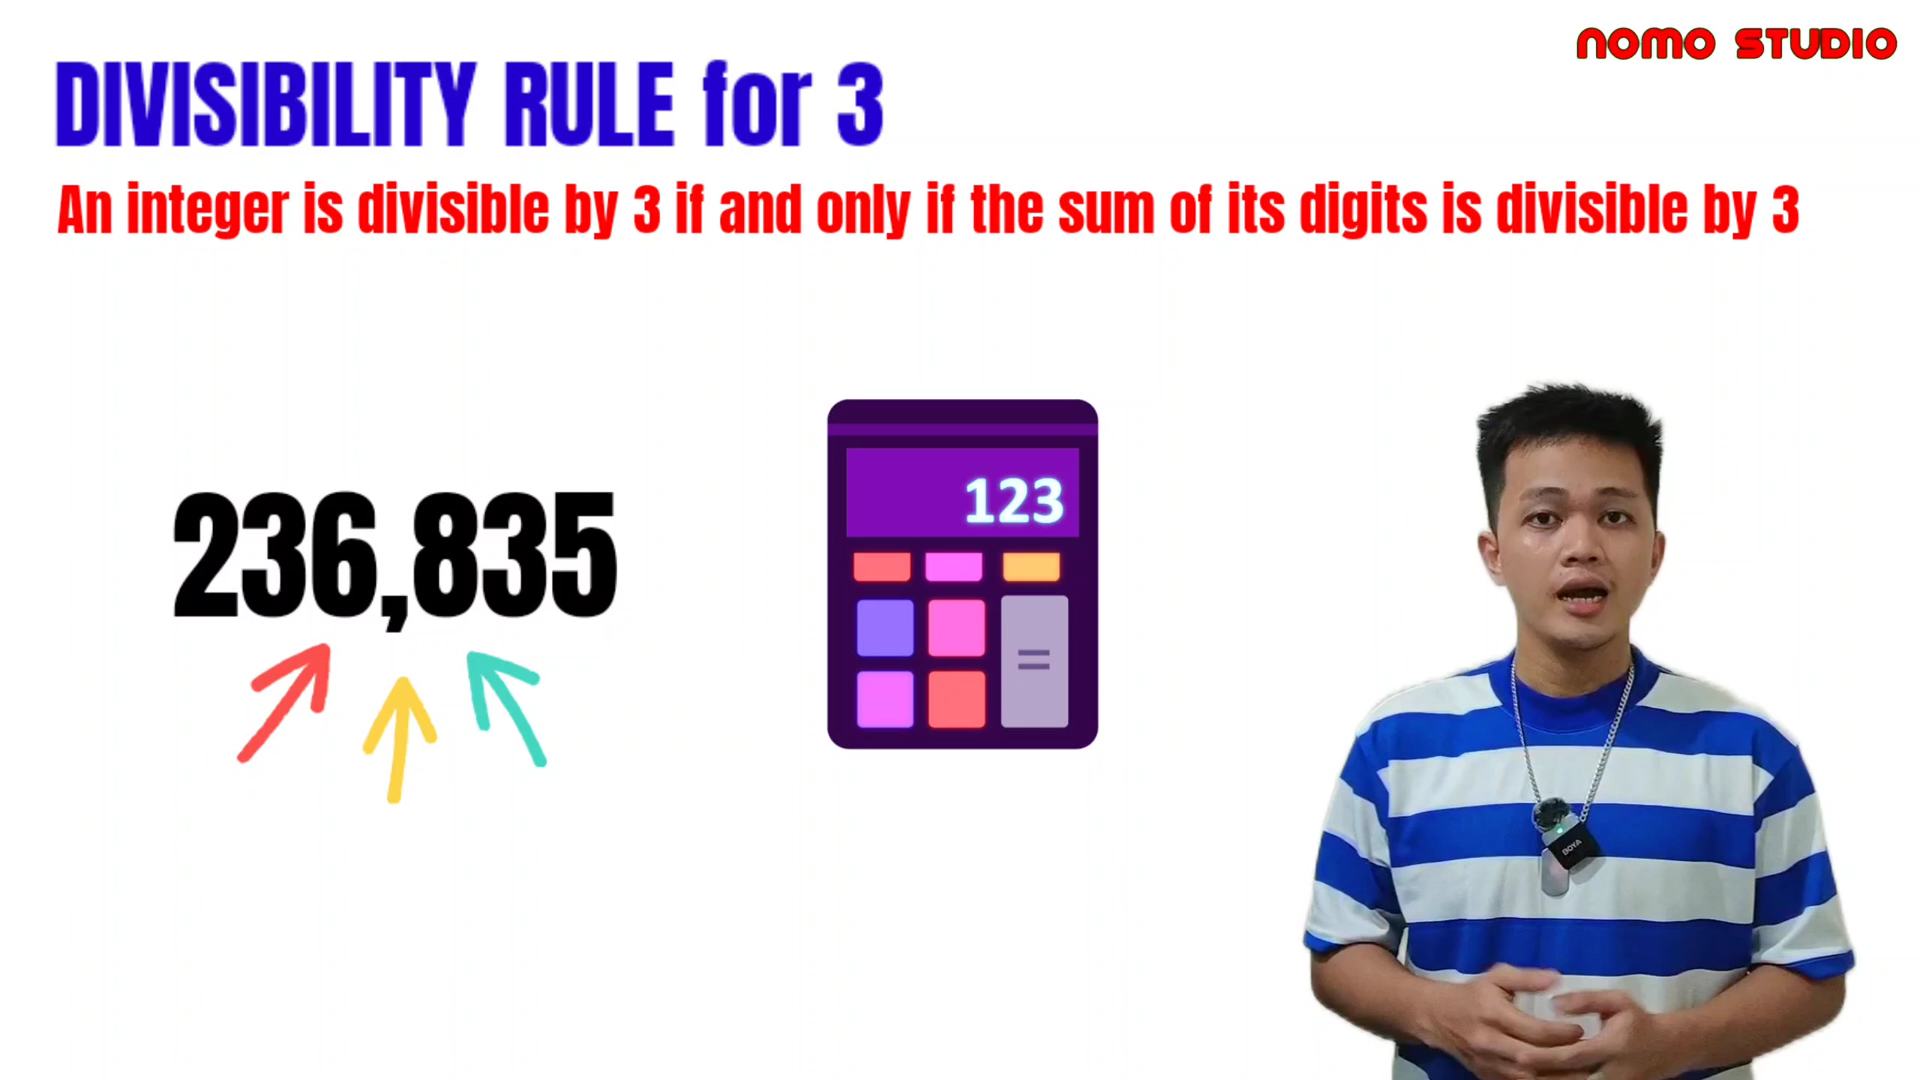 NOMO STUDIO
DIVISIBILITY RULE for 3
An integer is divisible by 3 if and only if the sum of its digits is divisible by 3
123
236,835
=
BOYA